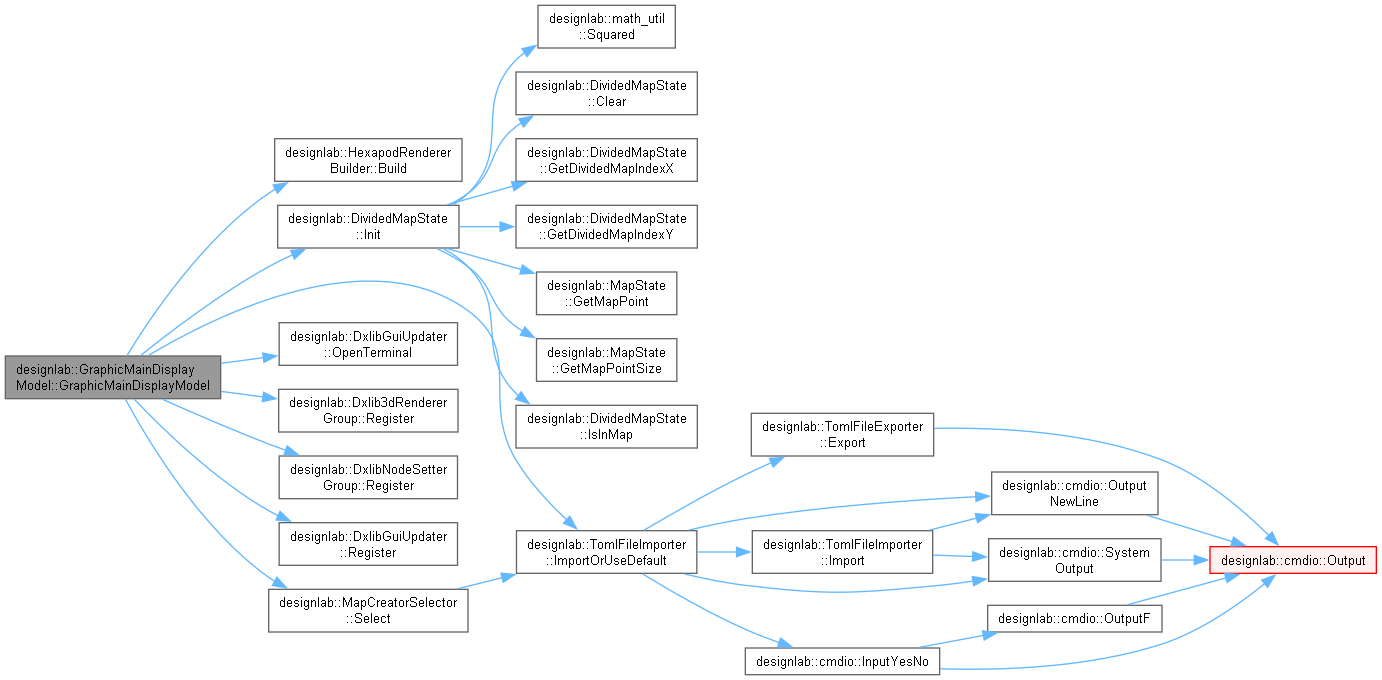 designlab::math_util
::Squared
designlab::DividedMapState
::Clear
designlab::HexapodRenderer
Builder::Build
designlab::DividedMapState
::GetDividedMapIndexX
designlab::DividedMapState
::Init
designlab::DividedMapState
::GetDividedMapIndexY
designlab::MapState
::GetMapPoint
designlab::DxlibGuiUpdater
::OpenTerminal
designlab::MapState
::GetMapPointSize
designlab::GraphicMainDisplay
Model::GraphicMainDisplayModel
designlab::Dxlib3dRenderer
Group::Register
designlab::DividedMapState
::IsInMap
designlab::TomlFileExporter
::Export
designlab::DxlibNodeSetter
Group::Register
designlab::cmdio::Output
NewLine
designlab::DxlibGuiUpdater
::Register
designlab::TomlFileImporter
::ImportOrUseDefault
designlab::TomlFileImporter
::Import
designlab::cmdio::System
Output
designlab::cmdio::Output
designlab::MapCreatorSelector
::Select
designlab::cmdio::OutputF
designlab::cmdio::InputYesNo